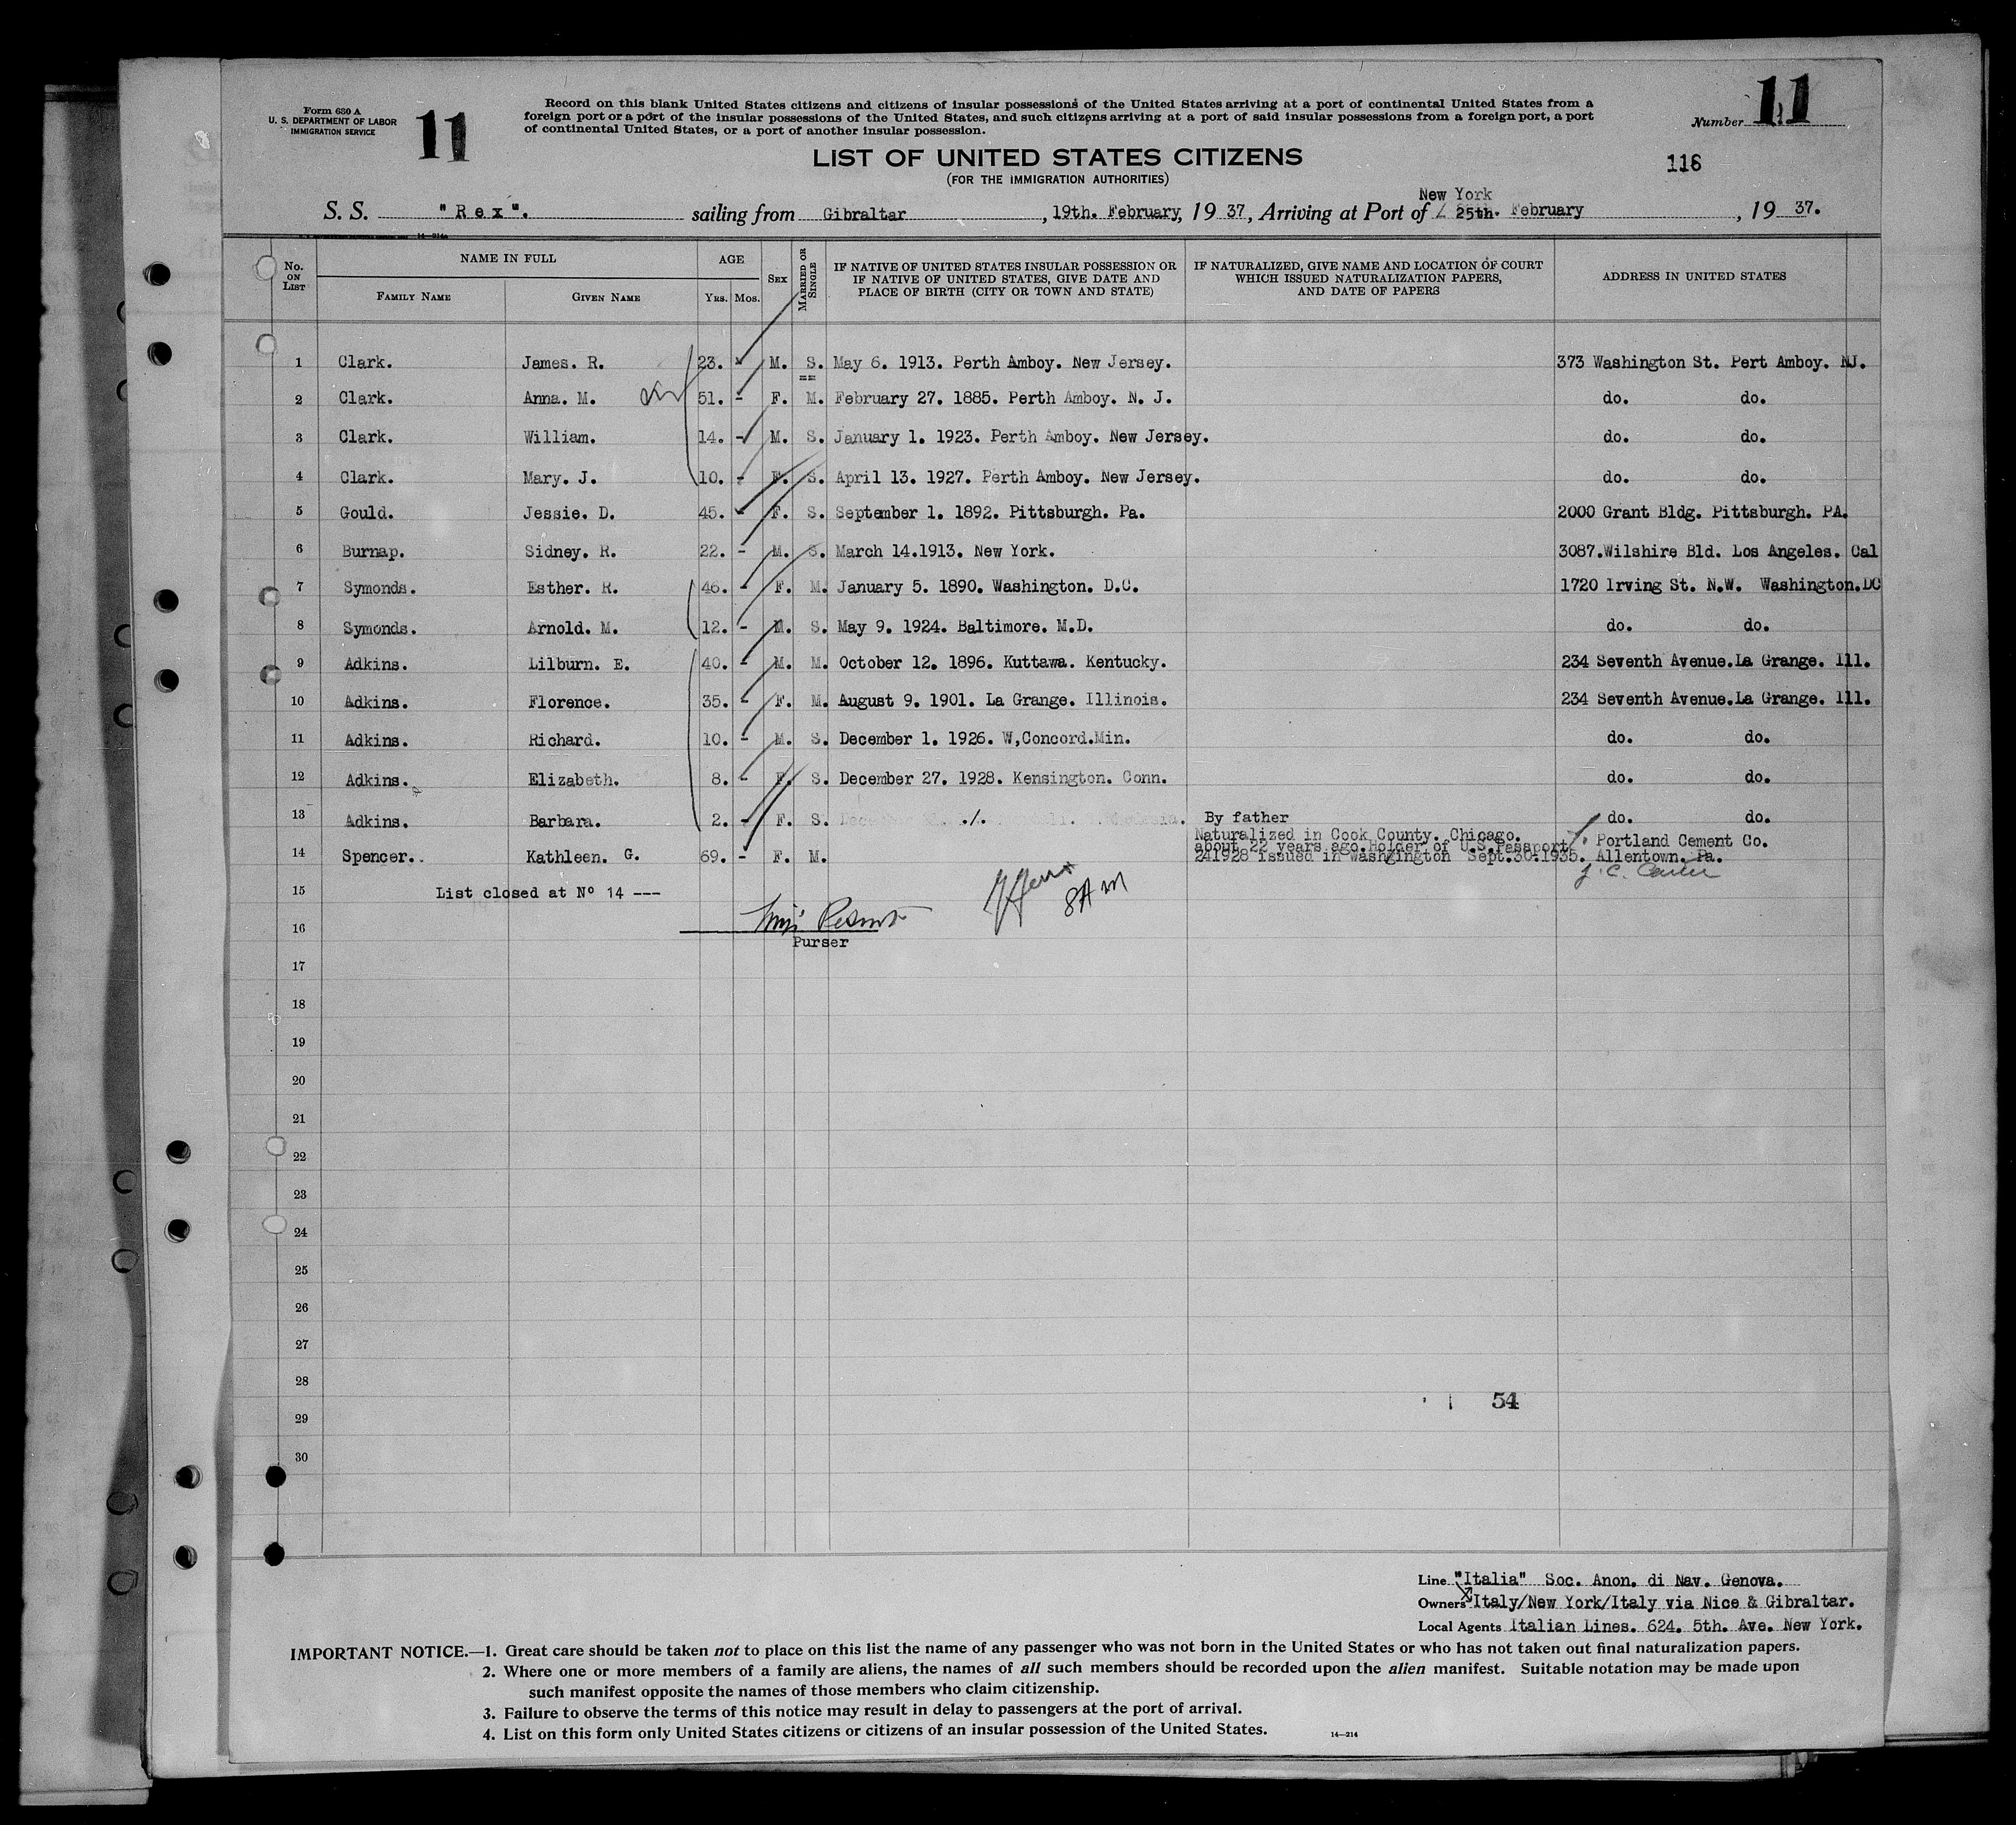 Form 630 A
U. S. DEPARTMENT OF LABOR
IMMIGRATION SERVICE
11
Record on this blank United States citizens and citizens of insular possessions of the United States arriving at a port of continental United States from a
foreign port or a port of the insular possessions of the United States, and such citizens arriving at a port of said insular possessions from a foreign port, a port
of continental United States, or a port of another insular possession.
Number 11
LIST OF UNITED STATES CITIZENS
(FOR THE IMMIGRATION AUTHORITIES)
116
S. S. "Rex". sailing from Gibraltar, 19th. February, 19 37, Arriving at Port of New York 25th. February, 19 37.
14—214a
No. ON LIST
NAME IN FULL
FAMILY NAME GIVEN NAME
AGE
YRS. MOS.
SEX
MARRIED OR SINGLE
IF NATIVE OF UNITED STATES INSULAR POSSESSION OR
IF NATIVE OF UNITED STATES, GIVE DATE AND
PLACE OF BIRTH (CITY OR TOWN AND STATE)
IF NATURALIZED, GIVE NAME AND LOCATION OF COURT
WHICH ISSUED NATURALIZATION PAPERS,
AND DATE OF PAPERS
ADDRESS IN UNITED STATES
1 Clark. James. R. 23. - M. S. May 6. 1913. Perth Amboy. New Jersey. 373 Washington St. Pert Amboy. NJ.
2 Clark. Anna. M. 51. - F. M. February 27. 1885. Perth Amboy. N. J. do. do.
3 Clark. William. 14. - M. S. January 1. 1923. Perth Amboy. New Jersey. do. do.
4 Clark. Mary. J. 10. - F. S. April 13. 1927. Perth Amboy. New Jersey. do. do.
5 Gould. Jessie. D. 45. - F. S. September 1. 1892. Pittsburgh. Pa. 2000 Grant Bldg. Pittsburgh. PA.
6 Burnap. Sidney. R. 22. - M. S. March 14.1913. New York. 3087.Wilshire Bld. Los Angeles. Cal
7 Symonds. Esther. R. 46. - F. M. January 5. 1890. Washington. D.C. 1720 Irving St. N.W. Washington.DC
8 Symonds. Arnold. M. 12. - M. S. May 9. 1924. Baltimore. M.D. do. do.
9 Adkins. Lilburn. E. 40. - M. M. October 12. 1896. Kuttawa. Kentucky. 234 Seventh Avenue.La Grange. Ill.
10 Adkins. Florence. 35. - F. M. August 9. 1901. La Grange. Illinois. 234 Seventh Avenue.La Grange. Ill.
11 Adkins. Richard. 10. - M. S. December 1. 1926. W,Concord.Min. do. do.
12 Adkins. Elizabeth. 8. - F. S. December 27. 1928. Kensington. Conn. do. do.
13 Adkins. Barbara. 2. - F. S. ./. By father do. do.
14 Spencer.. Kathleen. G. 69. - F. M.
Naturalized in Cook County. Chicago.
about 22 years ago.Holder of U.S.Passport
241928 issued in Washington Sept.30.1935.
Portland Cement Co.
Allentown. Pa.
15 List closed at Nº 14 ---
8 AM
16
Purser
17
18
19
20
21
22
23
24
25
26
27
28
54
29
30
Line "Italia" Soc. Anon. di Nav. Genova.
Owners Italy/New York/Italy via Nice & Gibraltar.
Local Agents Italian Lines. 624. 5th. Ave. New York.
IMPORTANT NOTICE.—1. Great care should be taken not to place on this list the name of any passenger who was not born in the United States or who has not taken out final naturalization papers.
2. Where one or more members of a family are aliens, the names of all such members should be recorded upon the alien manifest. Suitable notation may be made upon
such manifest opposite the names of those members who claim citizenship.
3. Failure to observe the terms of this notice may result in delay to passengers at the port of arrival.
4. List on this form only United States citizens or citizens of an insular possession of the United States.
14—214